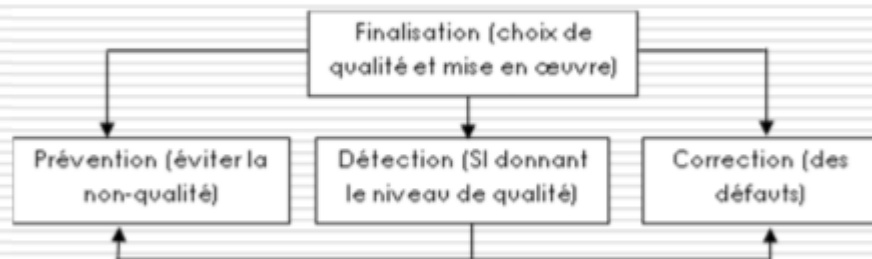 Finalisation (choix de
qualité et mise en œuvre)
Prévention (éviter la
non-qualité)
Détection (SI donnant
le niveau de qualité)
Correction (des
défauts)